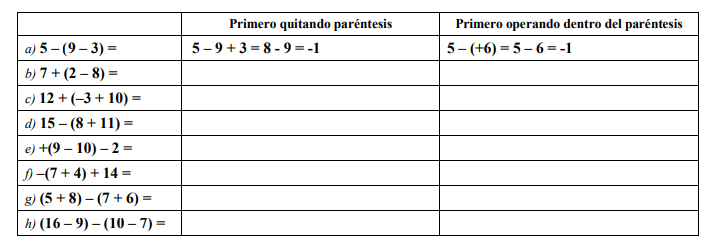 Primero quitando paréntesis Primero operando dentro del paréntesis
a) 5 – (9 – 3) = 5 – 9 + 3 = 8 - 9 = -1 5 – (+6) = 5 – 6 = -1
b) 7 + (2 – 8) =
c) 12 + (–3 + 10) =
d) 15 – (8 + 11) =
e) +(9 – 10) – 2 =
f) –(7 + 4) + 14 =
g) (5 + 8) – (7 + 6) =
h) (16 – 9) – (10 – 7) =